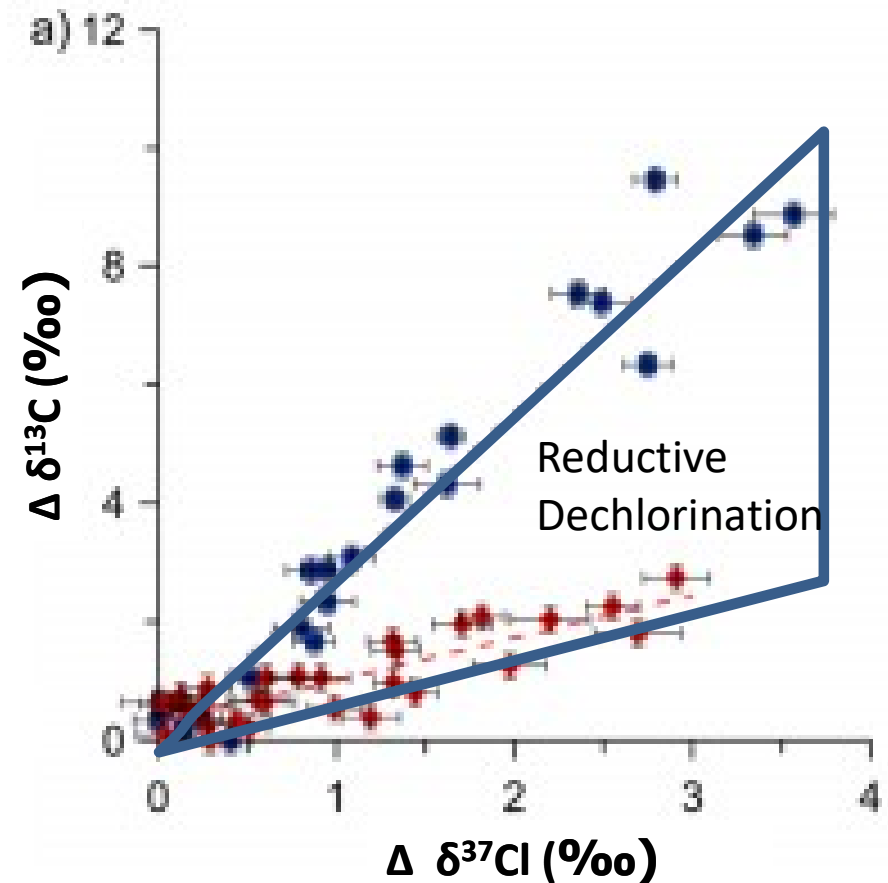 a) 12
8
4
0
Δ δ¹³C (‰)
Reductive
Dechlorination
0 1 2 3 4
Δ δ³⁷Cl (‰)